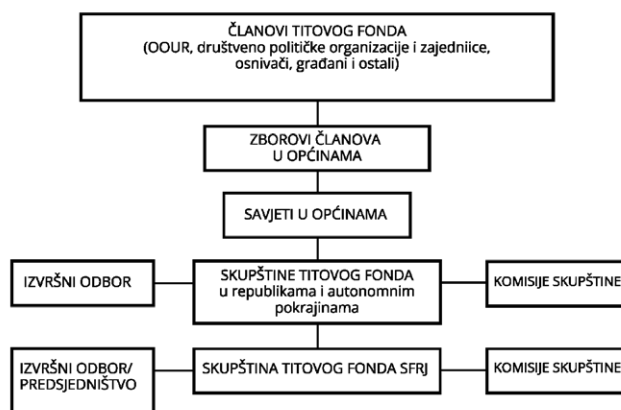 ČLANOVI TITOVOG FONDA
(OOUR, društveno političke organizacije i zajedniice,
osnivači, građani i ostali)
ZBOROVI ČLANOVA
U OPĆINAMA
SAVJETI U OPĆINAMA
IZVRŠNI ODBOR
SKUPŠTINE TITOVOG FONDA
u republikama i autonomnim
pokrajinama
KOMISIJE SKUPŠTINE
IZVRŠNI ODBOR/
PREDSJEDNIŠTVO
SKUPŠTINA TITOVOG FONDA SFRJ
KOMISIJE SKUPŠTINE